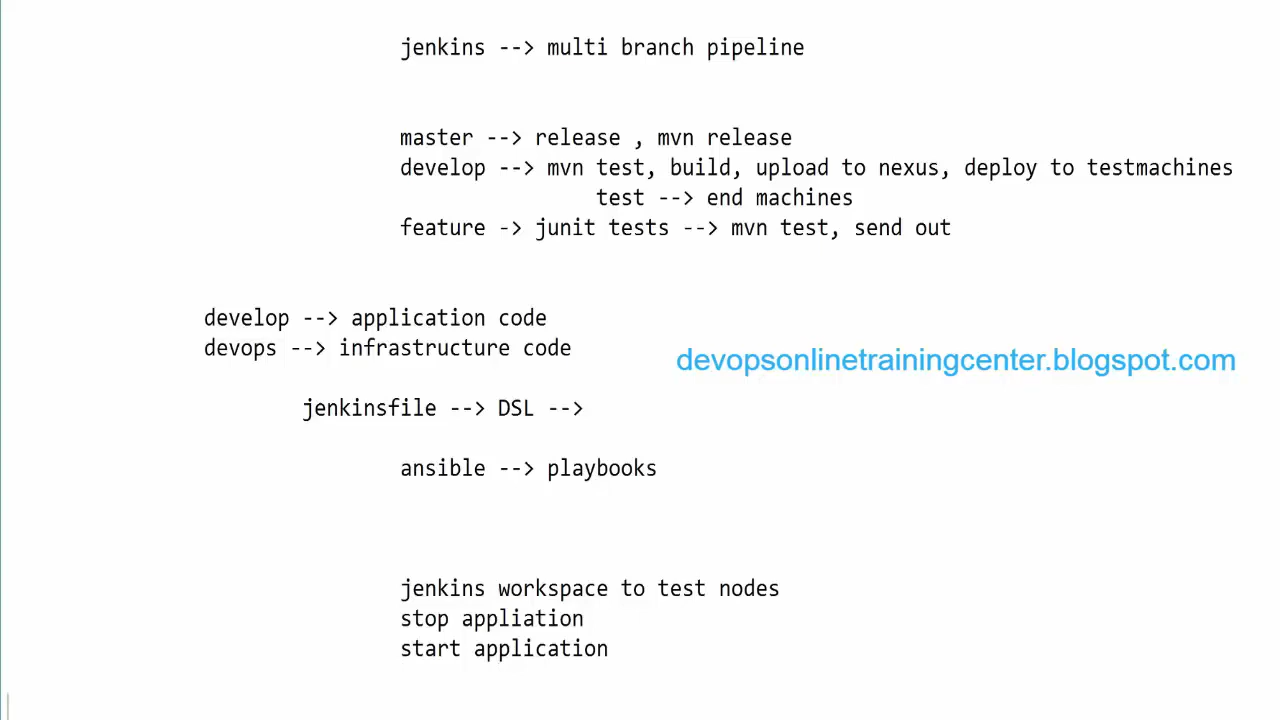 jenkins --> multi branch pipeline
master --> release , mvn release
develop --> mvn test, build, upload to nexus, deploy to testmachines
test --> end machines
feature -> junit tests --> mvn test, send out
develop --> application code
devops --> infrastructure code
devopsonlinetrainingcenter.blogspot.com
jenkinsfile --> DSL -->
ansible --> playbooks
jenkins workspace to test nodes
stop appliation
start application